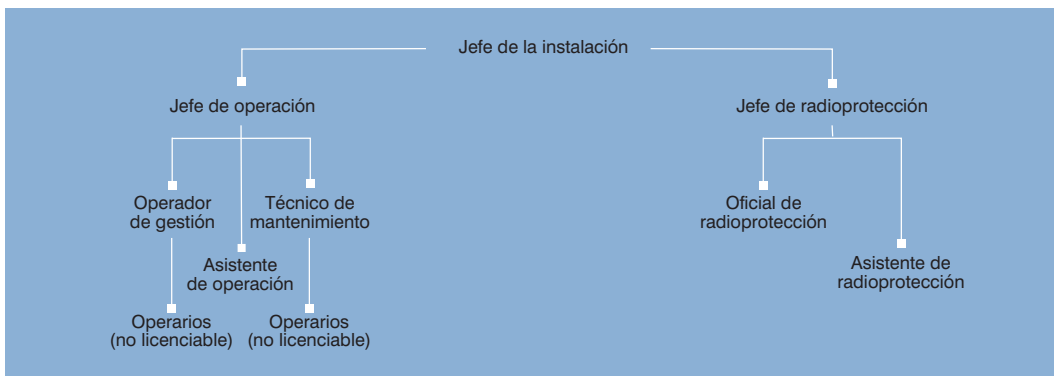 Jefe de la instalación
Jefe de operación
Jefe de radioprotección
Operador
de gestión
Técnico de
mantenimiento
Oficial de
radioprotección
Asistente
de operación
Asistente de
radioprotección
Operarios
(no licenciable)
Operarios
(no licenciable)